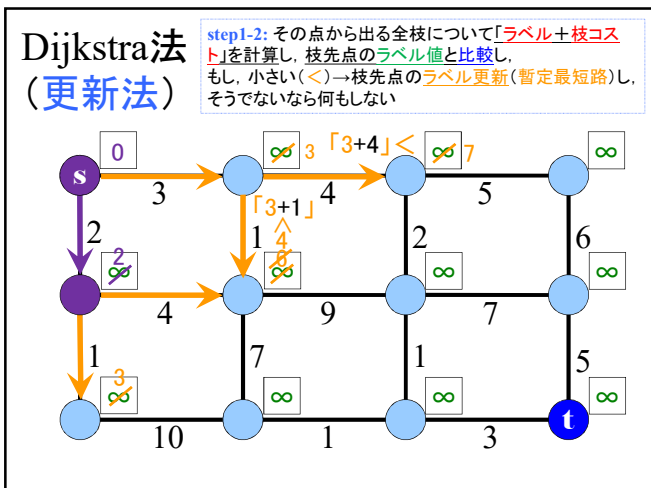 Dijkstra法
（更新法）
step1-2: その点から出る全枝について「ラベル＋枝コス
ト」を計算し，枝先点のラベル値と比較し，
もし，小さい（＜）→枝先点のラベル更新（暫定最短路）し，
そうでないなら何もしない
0 ∞ 3 「3+4」＜ ∞ 7 ∞
s 3 4 5
「3+1」
2 1 ＜ 2 6
4
2 ∞ 6 ∞ ∞ ∞
4 9 7
1 7 1 5
3 ∞ ∞ ∞ ∞
t
10 1 3